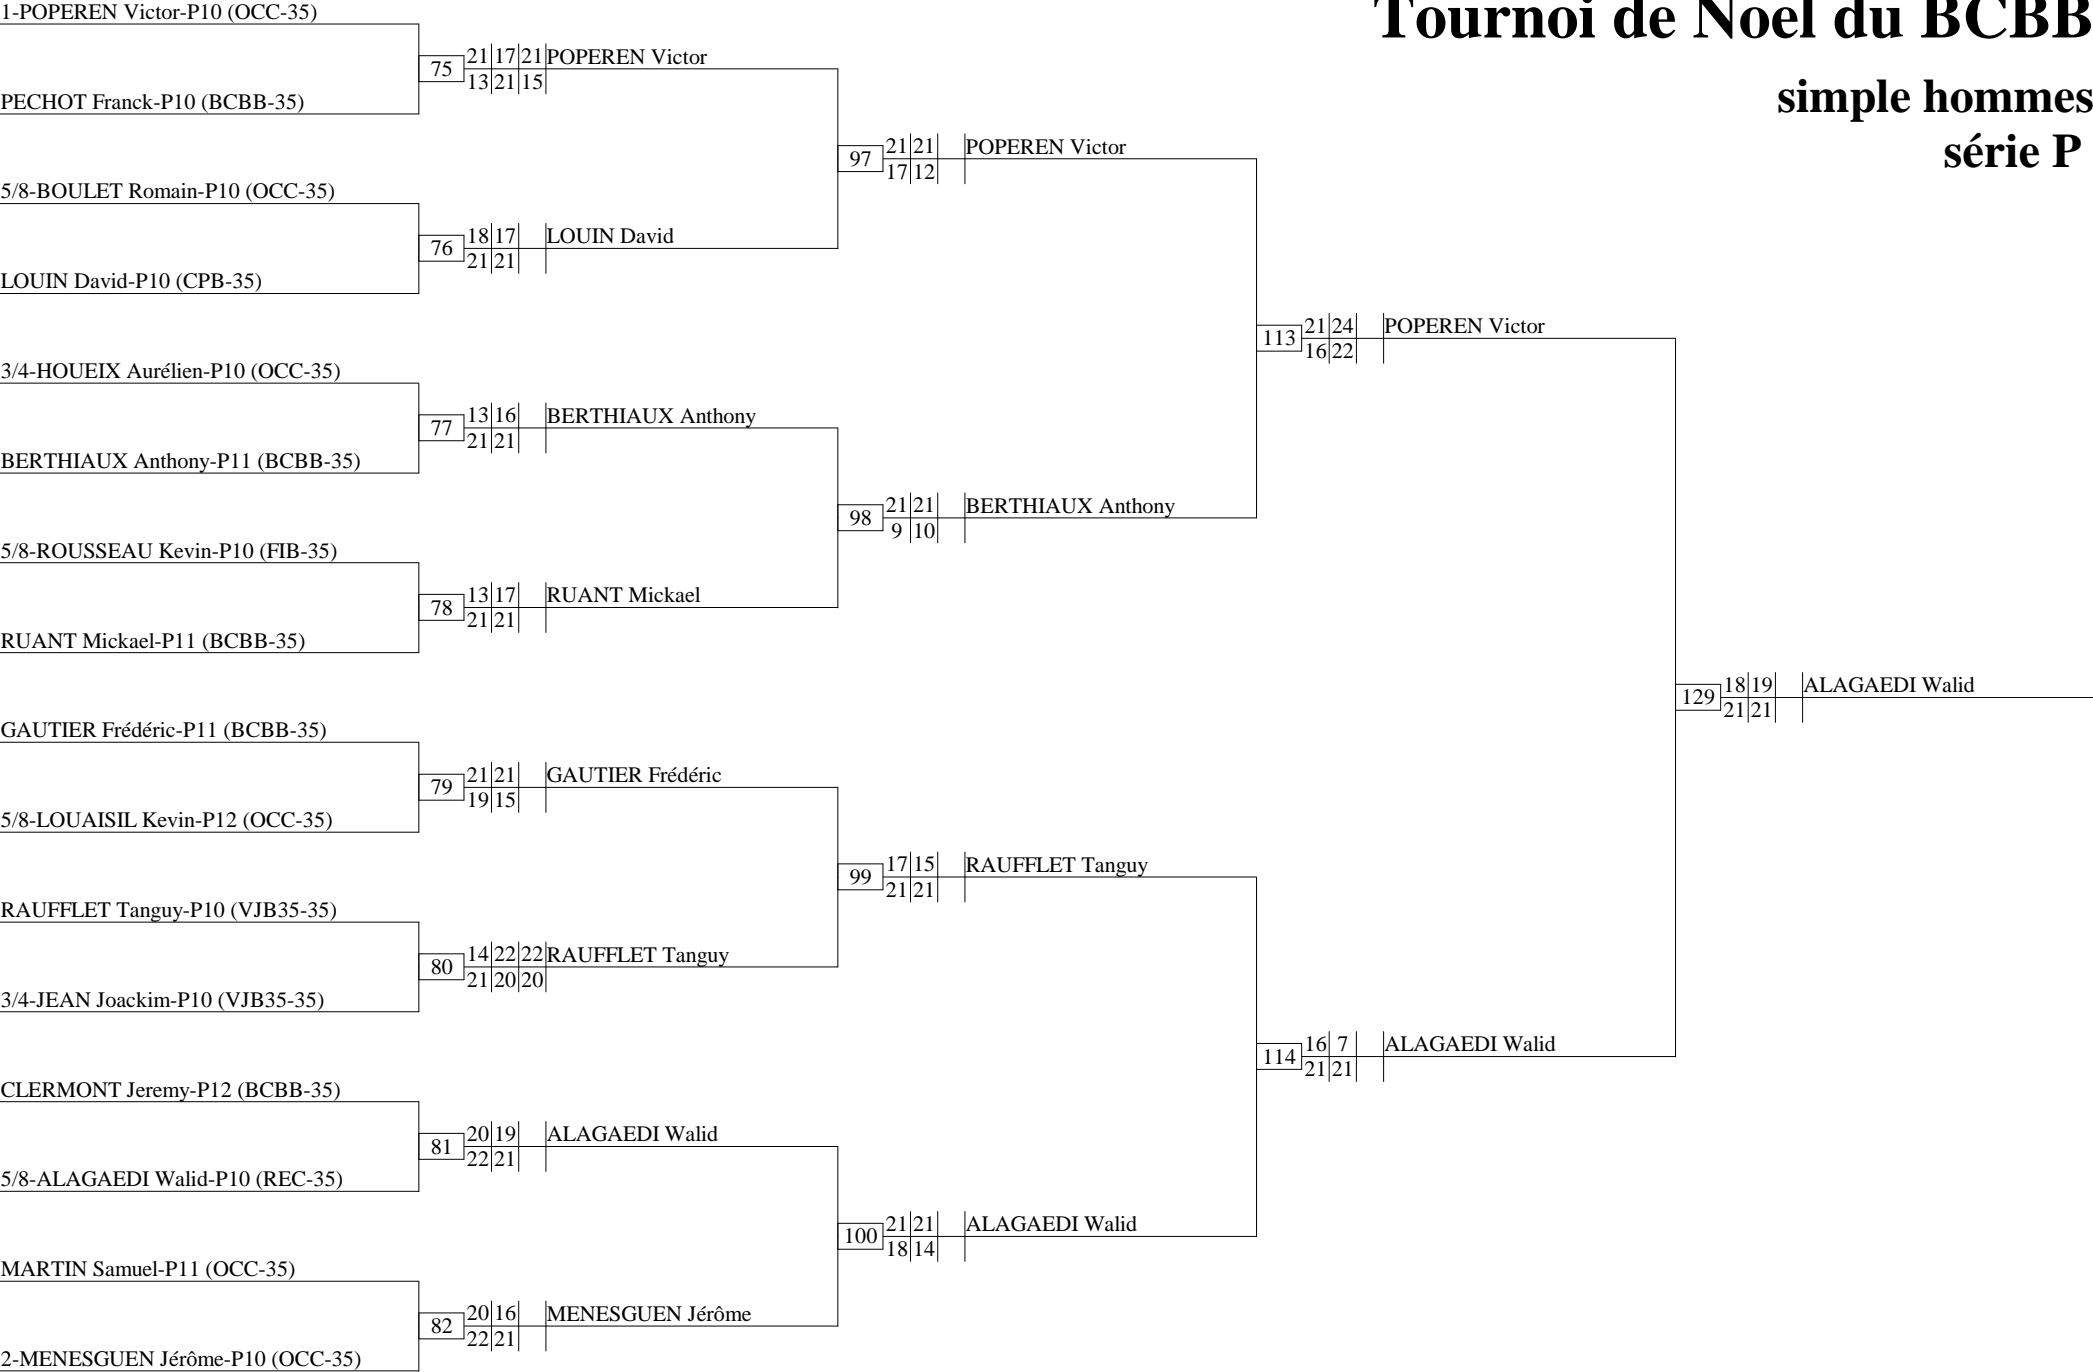 Tournoi de Noel du BCBB
simple hommes
série P
1-POPEREN Victor-P10 (OCC-35)
75
21 17 21
13 21 15
POPEREN Victor
PECHOT Franck-P10 (BCBB-35)
97
21 21
17 12
POPEREN Victor
5/8-BOULET Romain-P10 (OCC-35)
76
18 17
21 21
LOUIN David
LOUIN David-P10 (CPB-35)
113
21 24
16 22
POPEREN Victor
3/4-HOUEIX Aurélien-P10 (OCC-35)
77
13 16
21 21
BERTHIAUX Anthony
BERTHIAUX Anthony-P11 (BCBB-35)
98
21 21
9 10
BERTHIAUX Anthony
5/8-ROUSSEAU Kevin-P10 (FIB-35)
78
13 17
21 21
RUANT Mickael
RUANT Mickael-P11 (BCBB-35)
129
18 19
21 21
ALAGAEDI Walid
GAUTIER Frédéric-P11 (BCBB-35)
79
21 21
19 15
GAUTIER Frédéric
5/8-LOUAISIL Kevin-P12 (OCC-35)
99
17 15
21 21
RAUFFLET Tanguy
RAUFFLET Tanguy-P10 (VJB35-35)
80
14 22 22
21 20 20
RAUFFLET Tanguy
3/4-JEAN Joackim-P10 (VJB35-35)
114
16 7
21 21
ALAGAEDI Walid
CLERMONT Jeremy-P12 (BCBB-35)
81
20 19
22 21
ALAGAEDI Walid
5/8-ALAGAEDI Walid-P10 (REC-35)
100
21 21
18 14
ALAGAEDI Walid
MARTIN Samuel-P11 (OCC-35)
82
20 16
22 21
MENESGUEN Jérôme
2-MENESGUEN Jérôme-P10 (OCC-35)